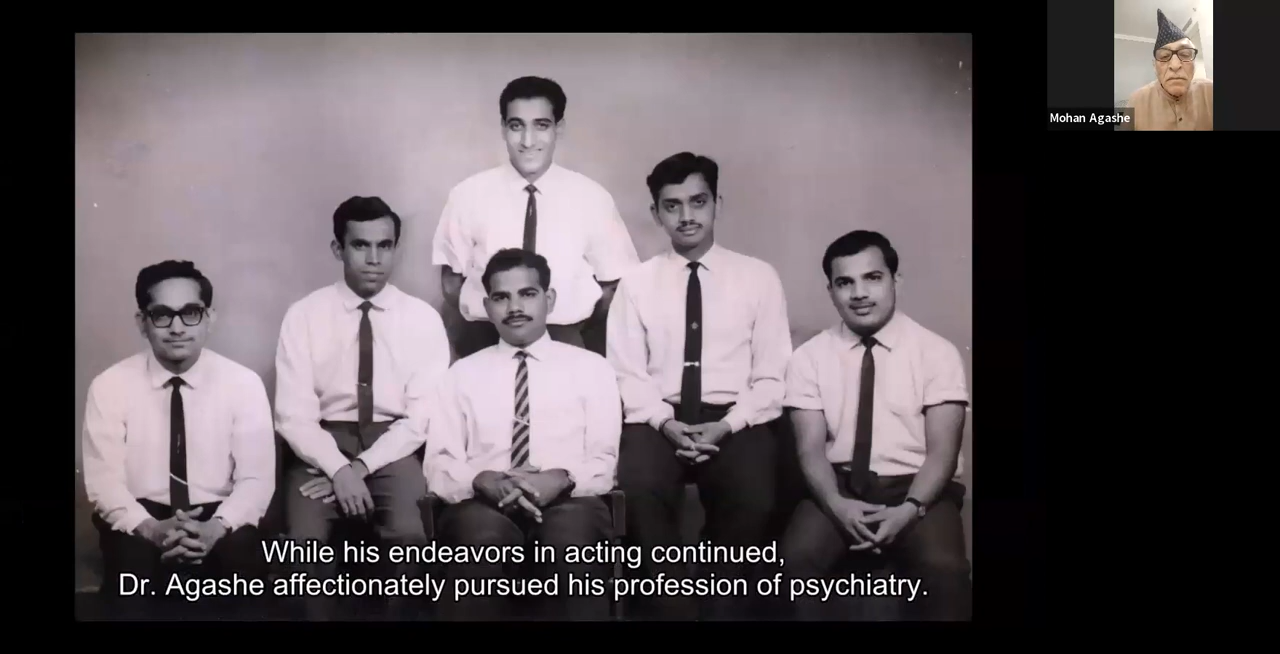 Mohan Agashe
While his endeavors in acting continued,
Dr. Agashe affectionately pursued his profession of psychiatry.